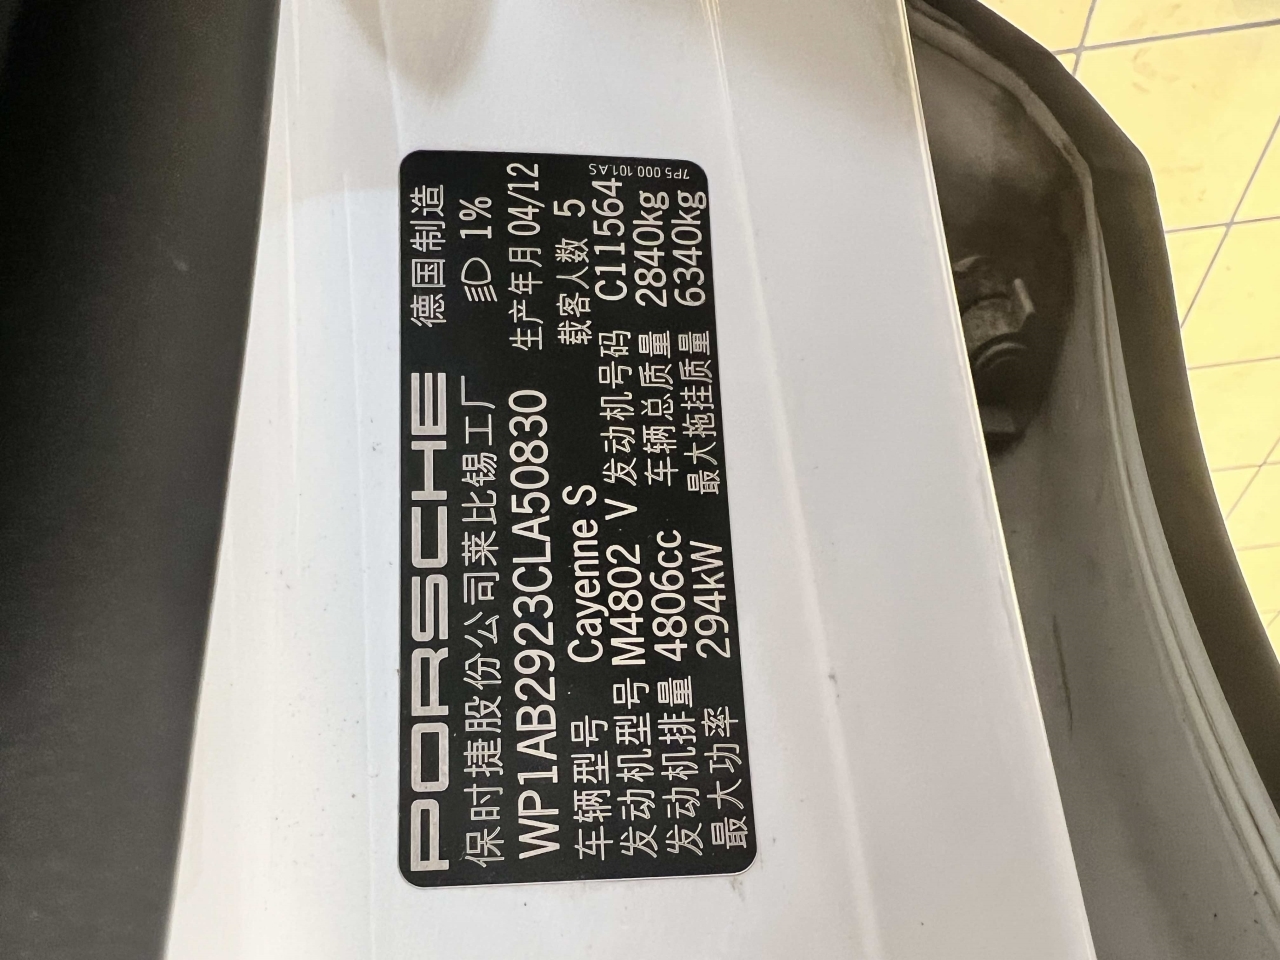 PORSCHE 德国制造
保时捷股份公司莱比锡工厂 1%
WP1AB2923CLA50830 生产年月 04/12
车辆型号 Cayenne S 载客人数 5
发动机型号 M4802 V 发动机号码 C11564
发动机排量 4806cc 车辆总质量 2840kg
最大功率 294kW 最大拖挂质量 6340kg
7P5.000.101.AS